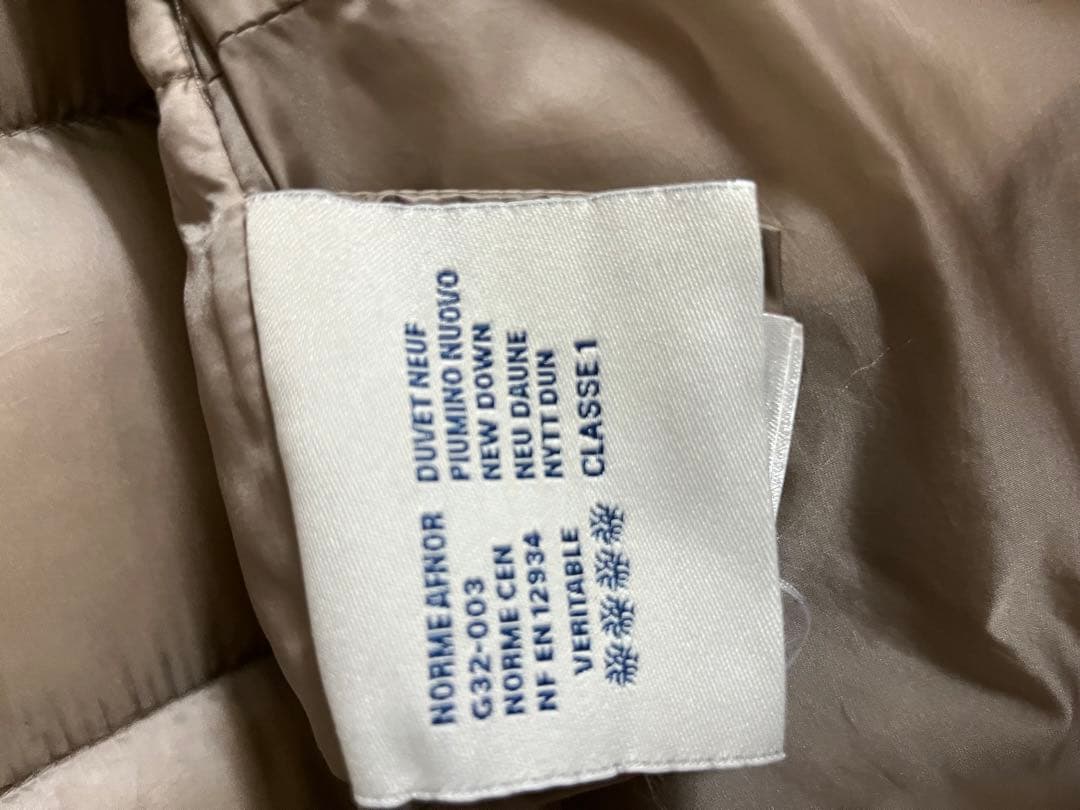 NORME AFNOR DUVET NEUF
G32-003 PIUMINO NUOVO
NORME CEN NEW DOWN
NF EN 12934 NEU DAUNE
NYTT DUN
VERITABLE CLASSE 1